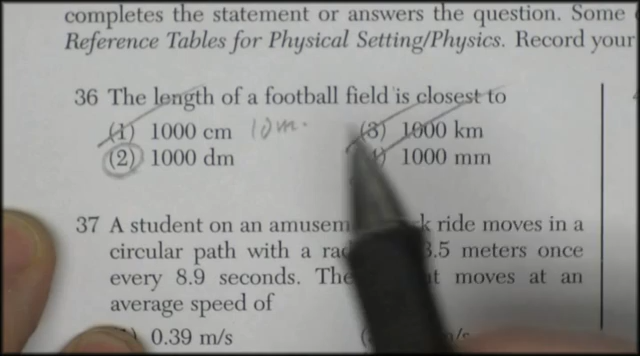 completes the statement or answers the question. Some
Reference Tables for Physical Setting/Physics. Record your
36 The length of a football field is closest to
(1) 1000 cm 10m. (3) 1000 km
(2) 1000 dm 1000 mm
37 A student on an ride moves in a
circular path with a 3.5 meters once
every 8.9 seconds. The moves at an
average speed of
0.39 m/s